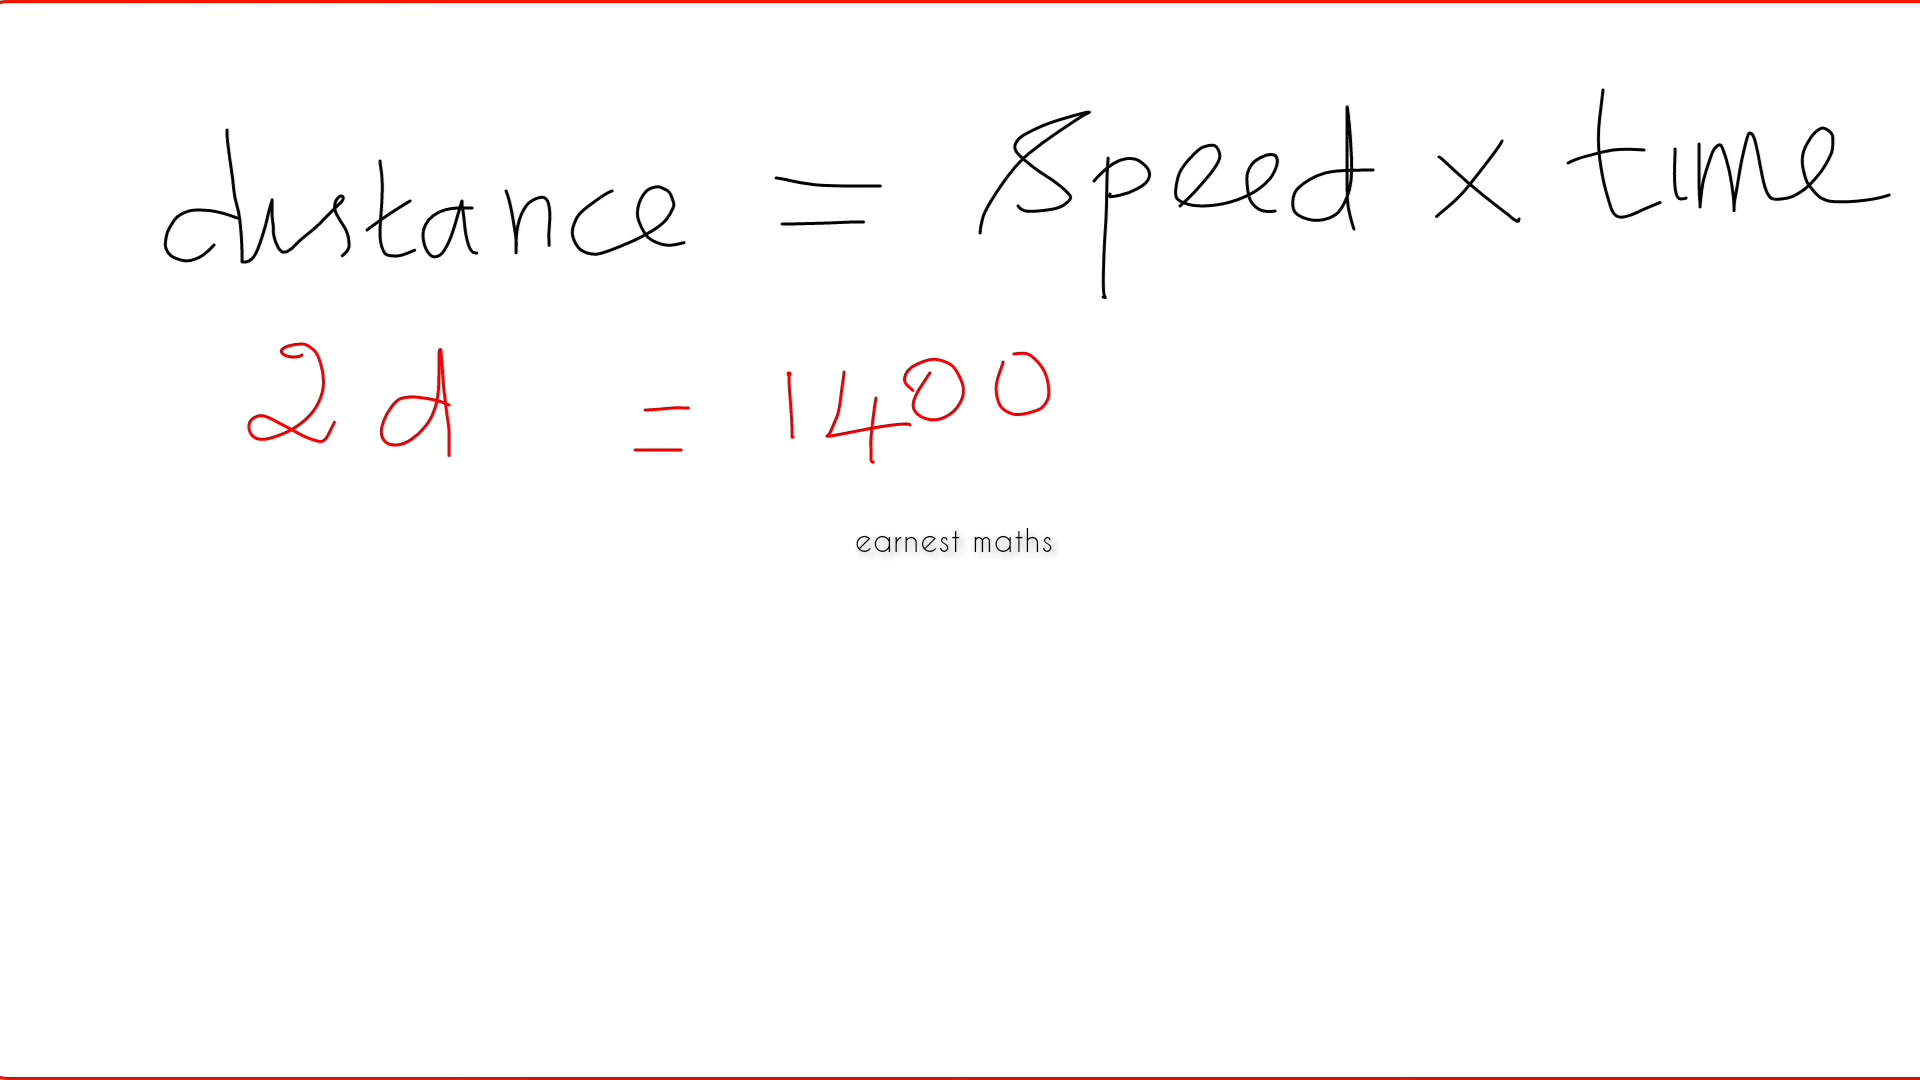 distance = speed × time
2d = 1400
earnest maths